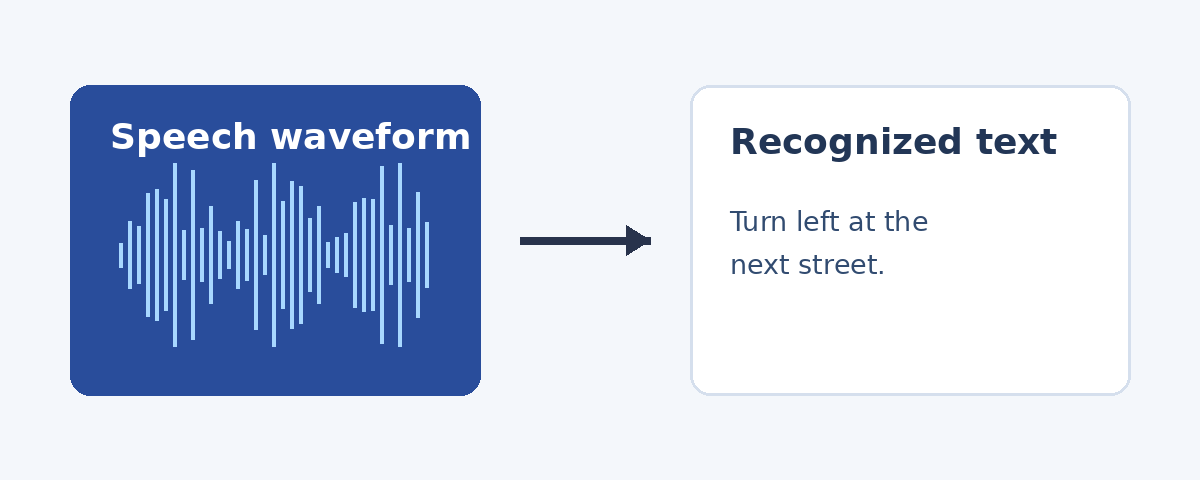 Speech waveform
Recognized text
Turn left at the
next street.